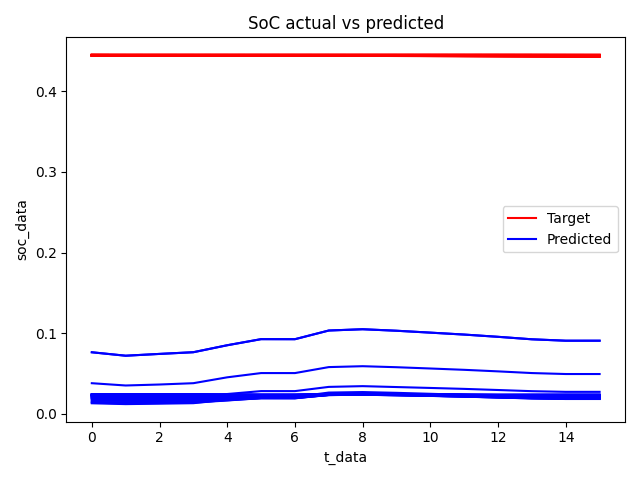 SoC actual vs predicted
soc_data
0.4
0.3
0.2
0.1
0.0
Target
Predicted
0 2 4 6 8 10 12 14
t_data